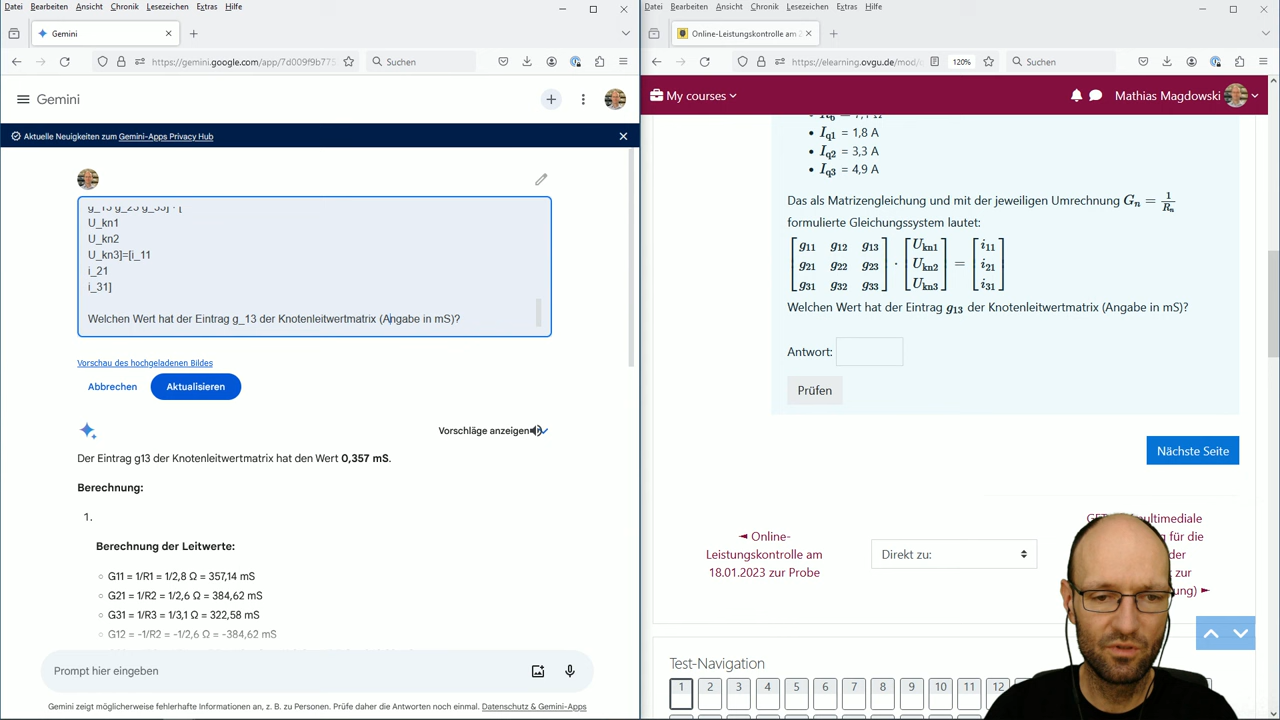 Datei Bearbeiten Ansicht Chronik Lesezeichen Extras Hilfe
Gemini
https://gemini.google.com/app/7d009f9b775
Suchen
Gemini
Aktuelle Neuigkeiten zum Gemini-Apps Privacy Hub
g_13 g_23 g_33] * [
U_kn1
U_kn2
U_kn3]=[i_11
i_21
i_31]
Welchen Wert hat der Eintrag g_13 der Knotenleitwertmatrix (Angabe in mS)?
Vorschau des hochgeladenen Bildes
Abbrechen
Aktualisieren
Vorschläge anzeigen
Der Eintrag g13 der Knotenleitwertmatrix hat den Wert 0,357 mS.
Berechnung:
1.
Berechnung der Leitwerte:
G11 = 1/R1 = 1/2,8 Ω = 357,14 mS
G21 = 1/R2 = 1/2,6 Ω = 384,62 mS
G31 = 1/R3 = 1/3,1 Ω = 322,58 mS
G12 = -1/R2 = -1/2,6 Ω = -384,62 mS
Prompt hier eingeben
Gemini zeigt möglicherweise fehlerhafte Informationen an, z. B. zu Personen. Prüfe daher die Antworten noch einmal. Datenschutz & Gemini-Apps
Datei Bearbeiten Ansicht Chronik Lesezeichen Extras Hilfe
Online-Leistungskontrolle am 2
https://elearning.ovgu.de/mod/
120%
Suchen
My courses
Mathias Magdowski
I_q1 = 1,8 A
I_q2 = 3,3 A
I_q3 = 4,9 A
Das als Matrizengleichung und mit der jeweiligen Umrechnung G_n = 1/R_n
formulierte Gleichungssystem lautet:
g11 g12 g13 U_kn1 i11
g21 g22 g23 · U_kn2 = i21
g31 g32 g33 U_kn3 i31
Welchen Wert hat der Eintrag g13 der Knotenleitwertmatrix (Angabe in mS)?
Antwort:
Prüfen
Nächste Seite
◄ Online-
Leistungskontrolle am
18.01.2023 zur Probe
Direkt zu:
multimediale
für die
der
zur
ung) ►
Test-Navigation
1 2 3 4 5 6 7 8 9 10 11 12